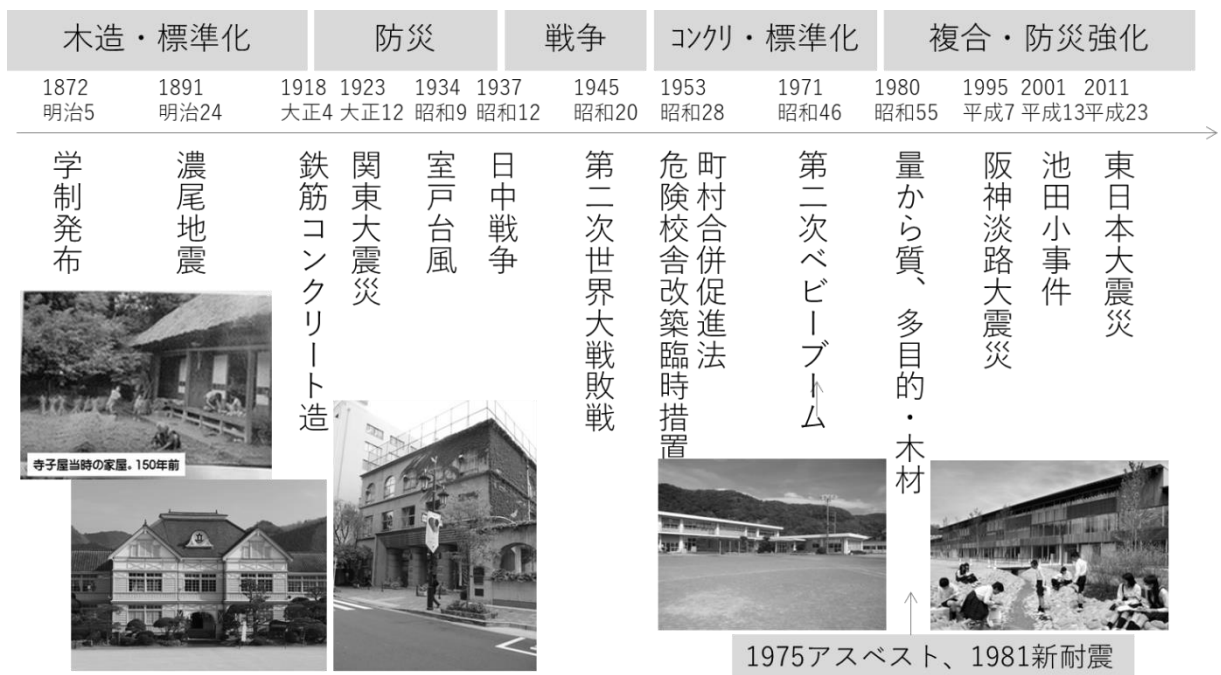 木造・標準化
防災
戦争
コンクリ・標準化
複合・防災強化
1872
明治5
1891
明治24
1918
大正4
1923
大正12
1934
昭和9
1937
昭和12
1945
昭和20
1953
昭和28
1971
昭和46
1980
昭和55
1995
平成7
2001
平成13
2011
平成23
学制発布
濃尾地震
鉄筋コンクリート造
関東大震災
室戸台風
日中戦争
第二次世界大戦敗戦
町村合併促進法
危険校舎改築臨時措置
第二次ベビーブーム
量から質、多目的・木材
阪神淡路大震災
池田小事件
東日本大震災
寺子屋当時の家屋。150年前
1975アスベスト、1981新耐震